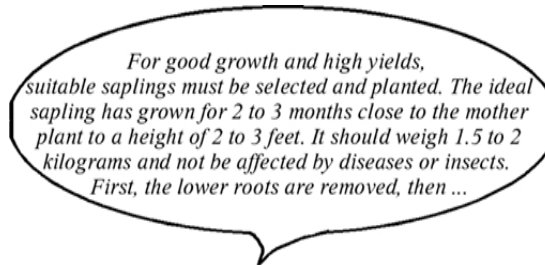 For good growth and high yields,
suitable saplings must be selected and planted. The ideal
sapling has grown for 2 to 3 months close to the mother
plant to a height of 2 to 3 feet. It should weigh 1.5 to 2
kilograms and not be affected by diseases or insects.
First, the lower roots are removed, then ...